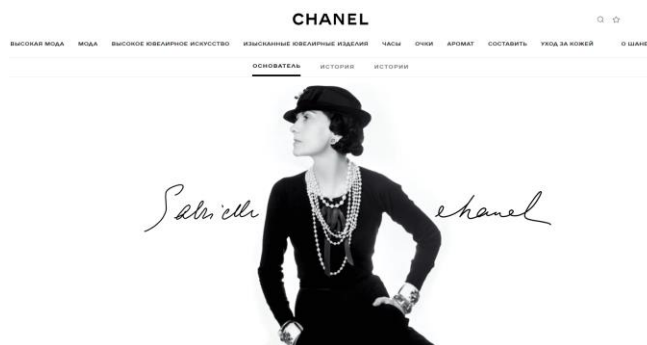 CHANEL
ВЫСОКАЯ МОДА МОДА ВЫСОКОЕ ЮВЕЛИРНОЕ ИСКУССТВО ИЗЫСКАННЫЕ ЮВЕЛИРНЫЕ ИЗДЕЛИЯ ЧАСЫ ОЧКИ АРОМАТ СОСТАВИТЬ УХОД ЗА КОЖЕЙ О ШАНЕ
ОСНОВАТЕЛЬ ИСТОРИЯ ИСТОРИИ
Gabrielle chanel